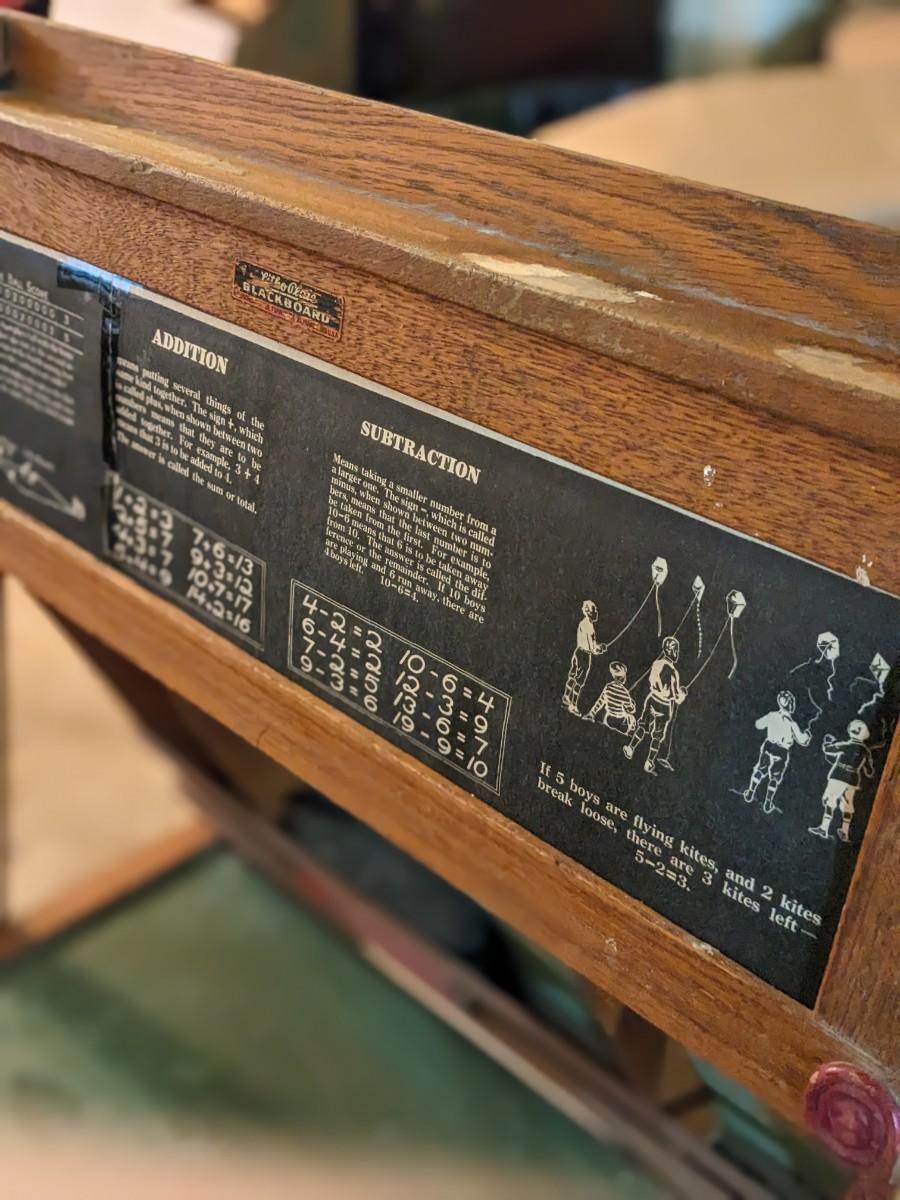 Litho Plate
BLACKBOARD
ADDITION
means putting several things of the
same kind together. The sign +, which
is called plus, when shown between two
numbers means that they are to be
added together. For example, 3 + 4
means that 3 is to be added to 4.
The answer is called the sum or total.
7+6=13
9+3=12
10+7=17
14+2=16
SUBTRACTION
Means taking a smaller number from a
a larger one. The sign −, which is called
minus, when shown between two num-
bers, means that the last number is to
be taken from the first. For example,
10-6 means that 6 is to be taken away
from 10. The answer is called the dif-
ference or the remainder. If 10 boys
are playing and 6 run away, there are
4 boys left. 10-6=4.
4-2=2 10-6=4
6-4=2 12-3=9
7-2=5 13-6=7
9-3=6 19-9=10
If 5 boys are flying kites, and 2 kites
break loose, there are 3 kites left—
5-2=3.